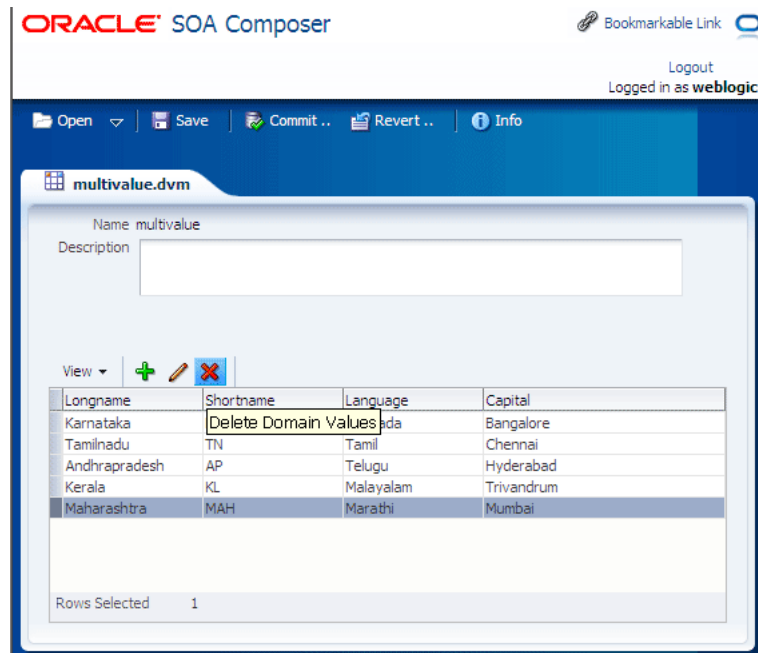 ORACLE SOA Composer
Bookmarkable Link
Logout
Logged in as weblogic
Open Save Commit .. Revert .. Info
multivalue.dvm
Name multivalue
Description
View
Longname Shortname Language Capital
Karnataka Delete Domain Values Bangalore
Tamilnadu TN Tamil Chennai
Andhrapradesh AP Telugu Hyderabad
Kerala KL Malayalam Trivandrum
Maharashtra MAH Marathi Mumbai
Rows Selected 1